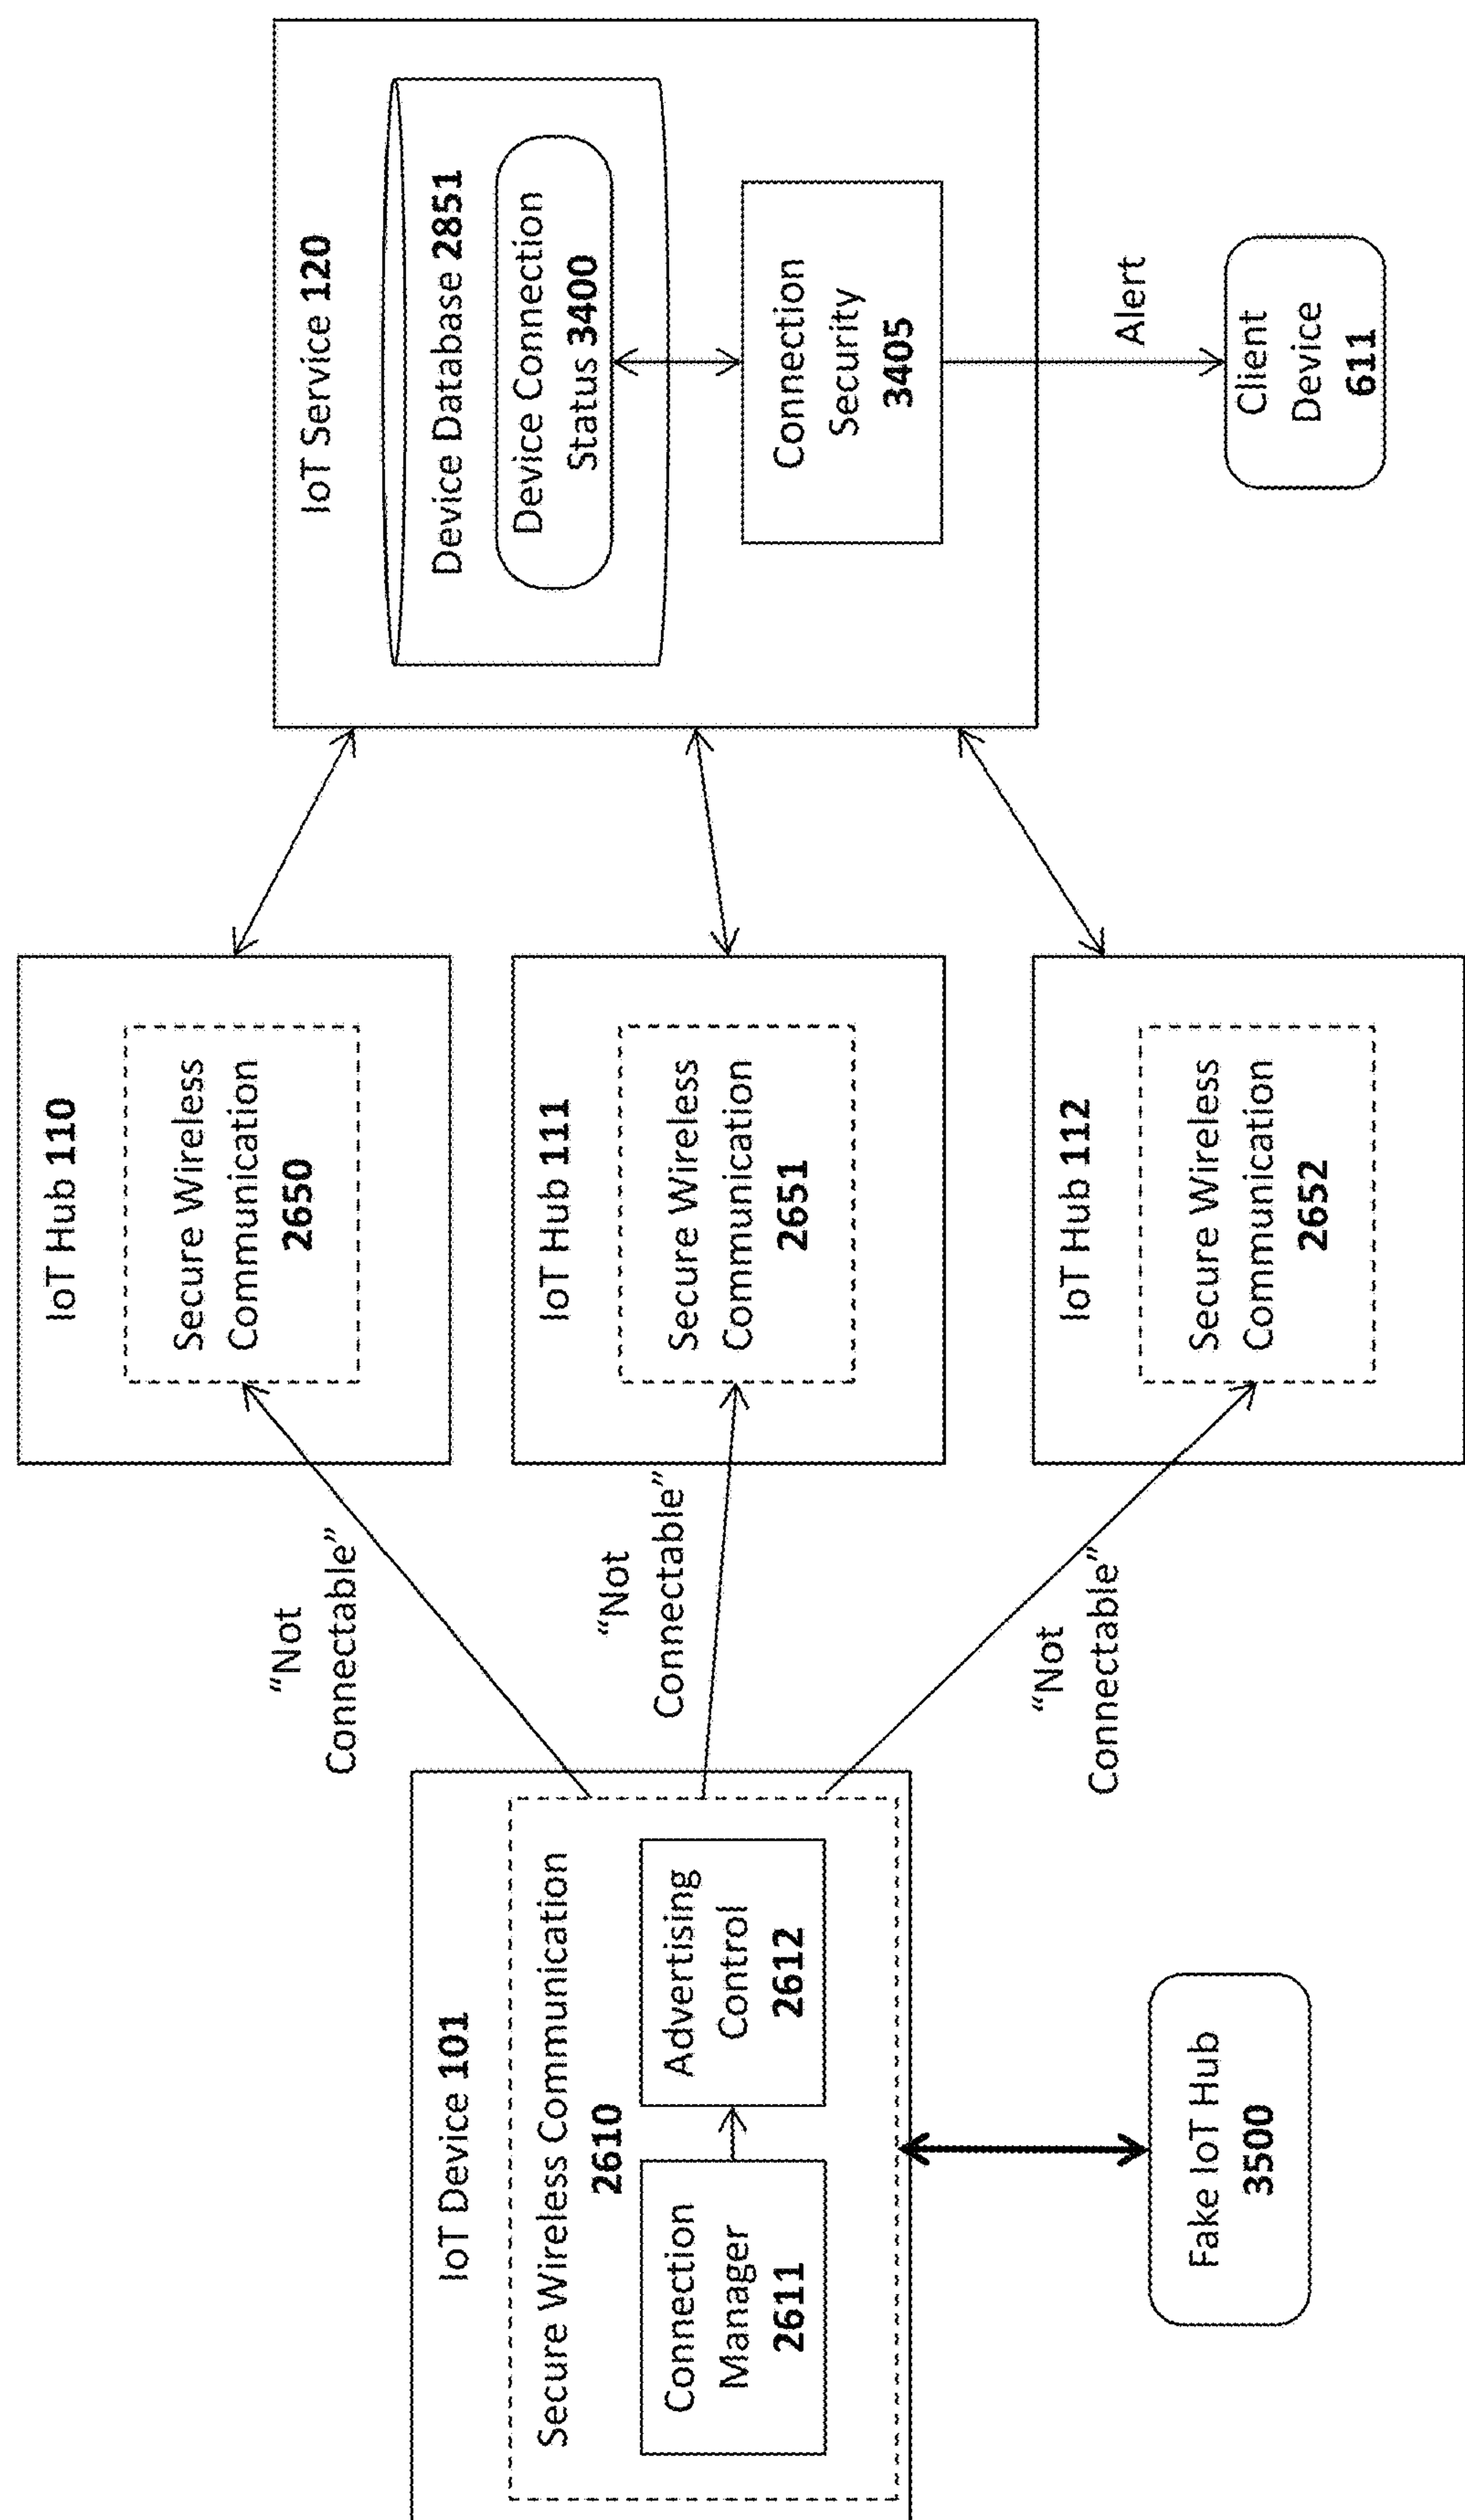 IoT Device 101
Secure Wireless Communication
2610
Connection
Manager
2611
Advertising
Control
2612
Fake IoT Hub
3500
“Not
Connectable”
“Not
Connectable”
“Not
Connectable”
IoT Hub 110
Secure Wireless
Communication
2650
IoT Hub 111
Secure Wireless
Communication
2651
IoT Hub 112
Secure Wireless
Communication
2652
IoT Service 120
Device Database 2851
Device Connection
Status 3400
Connection
Security
3405
Alert
Client
Device
611